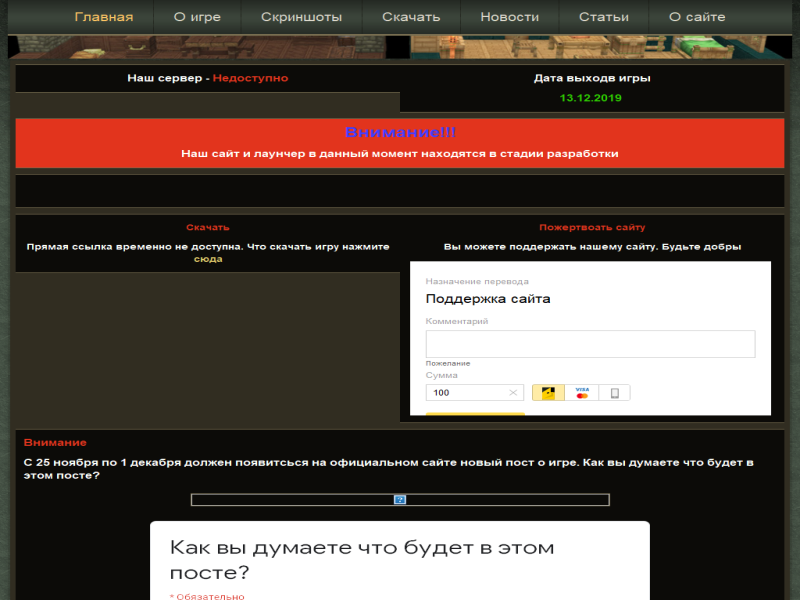 Главная О игре Скриншоты Скачать Новости Статьи О сайте
Наш сервер - Недоступно
Дата выходв игры
13.12.2019
Внимание!!!
Наш сайт и лаунчер в данный момент находятся в стадии разработки
Скачать
Прямая ссылка временно не доступна. Что скачать игру нажмите
сюда
Пожертвоать сайту
Вы можете поддержать нашему сайту. Будьте добры
Назначение перевода
Поддержка сайта
Комментарий
Пожелание
Сумма
100
VISA
Внимание
С 25 ноября по 1 декабря должен появитсься на официальном сайте новый пост о игре. Как вы думаете что будет в
этом посте?
Как вы думаете что будет в этом
посте?
* Обязательно